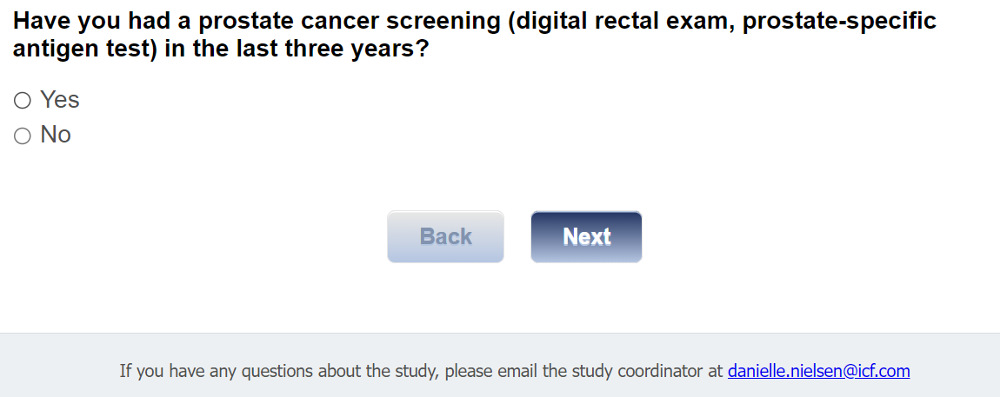 Have you had a prostate cancer screening (digital rectal exam, prostate-specific
antigen test) in the last three years?
Yes
No
Back
Next
If you have any questions about the study, please email the study coordinator at danielle.nielsen@icf.com